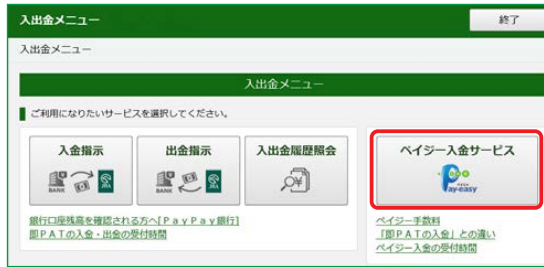 入出金メニュー
終了
入出金メニュー
入出金メニュー
ご利用になりたいサービスを選択してください。
入金指示
出金指示
入出金履歴照会
ペイジー入金サービス
BANK
JRA
BANK
JRA
ペイジー
Pay-easy
銀行口座残高を確認される方へ[PayPay銀行]
即PATの入金・出金の受付時間
ペイジー手数料
「即PATの入金」との違い
ペイジー入金の受付時間